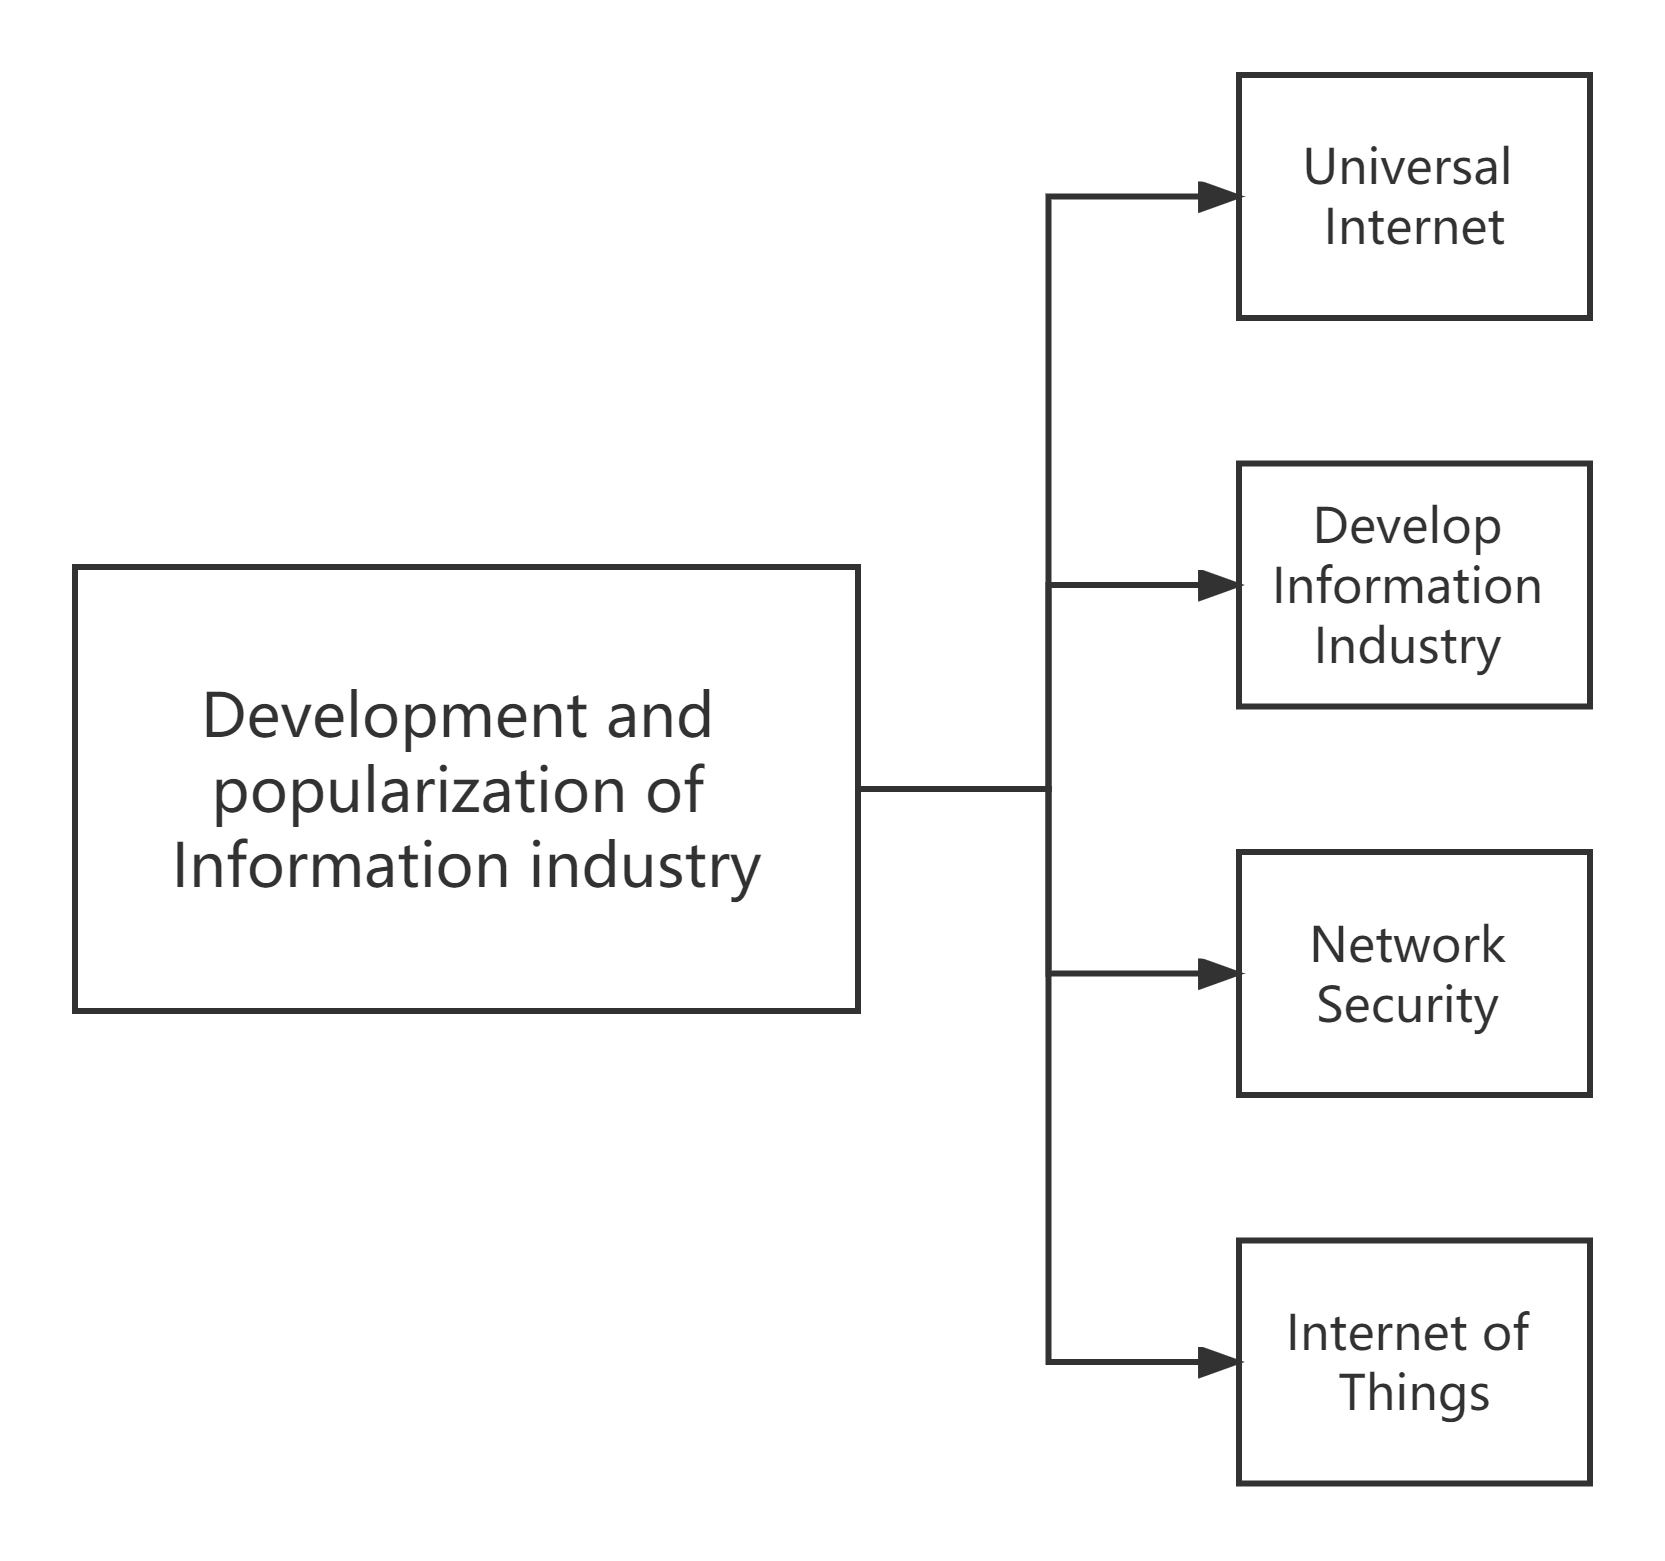 Universal
Internet
Develop
Information
Industry
Development and
popularization of
Information industry
Network
Security
Internet of
Things